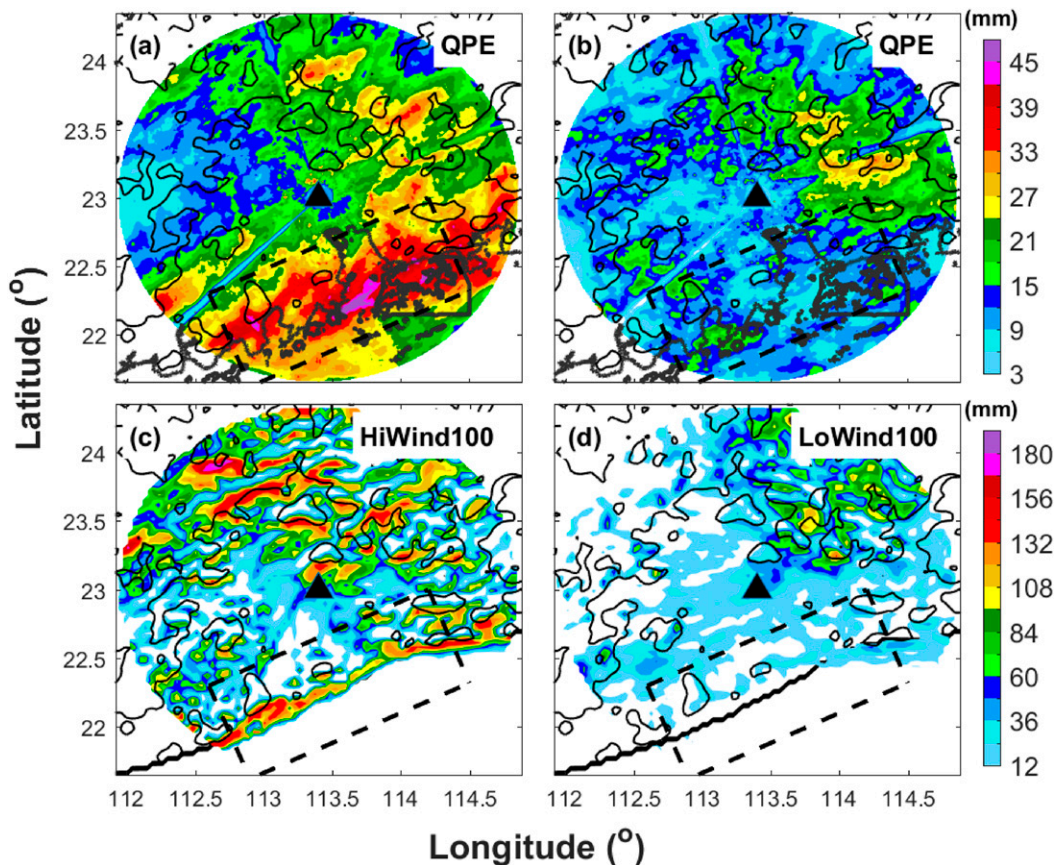 (a) QPE
(b) QPE
(mm)
45
39
33
27
21
15
9
3
24
23.5
23
22.5
22
Latitude (o)
(c) HiWind100
(d) LoWind100
(mm)
180
156
132
108
84
60
36
12
24
23.5
23
22.5
22
112 112.5 113 113.5 114 114.5
112 112.5 113 113.5 114 114.5
Longitude (o)